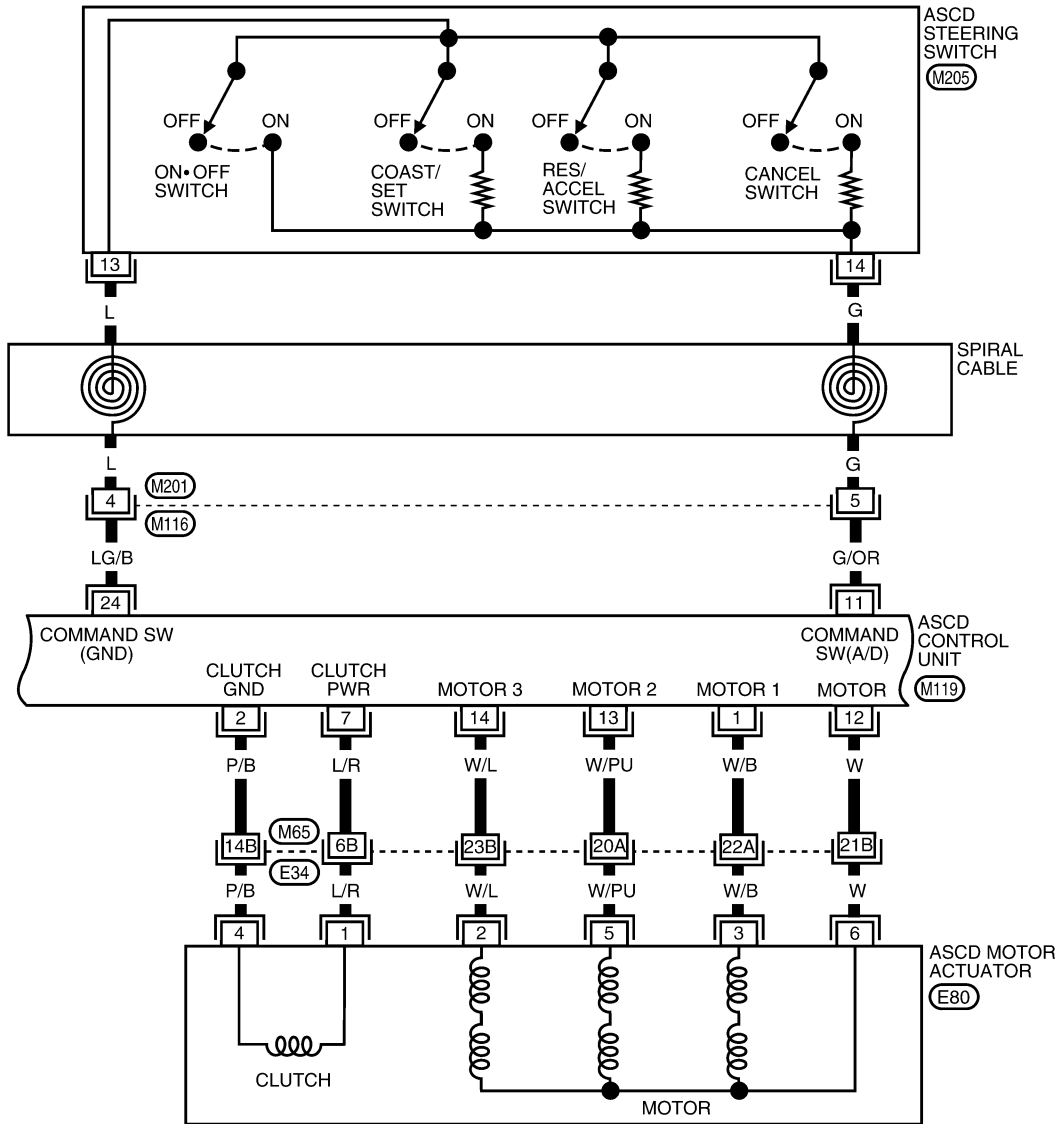 ASCD
STEERING
SWITCH
M205
OFF ON OFF ON OFF ON OFF ON
ON•OFF
SWITCH
COAST/
SET
SWITCH
RES/
ACCEL
SWITCH
CANCEL
SWITCH
13 14
L G
SPIRAL
CABLE
L G
M201
4 5
M116
LG/B G/OR
24 11
COMMAND SW
(GND)
COMMAND
SW(A/D)
ASCD
CONTROL
UNIT
M119
CLUTCH
GND
CLUTCH
PWR
MOTOR 3 MOTOR 2 MOTOR 1 MOTOR
2 7 14 13 1 12
P/B L/R W/L W/PU W/B W
M65
14B 6B 23B 20A 22A 21B
E34
P/B L/R W/L W/PU W/B W
4 1 2 5 3 6
ASCD MOTOR
ACTUATOR
E80
CLUTCH
MOTOR